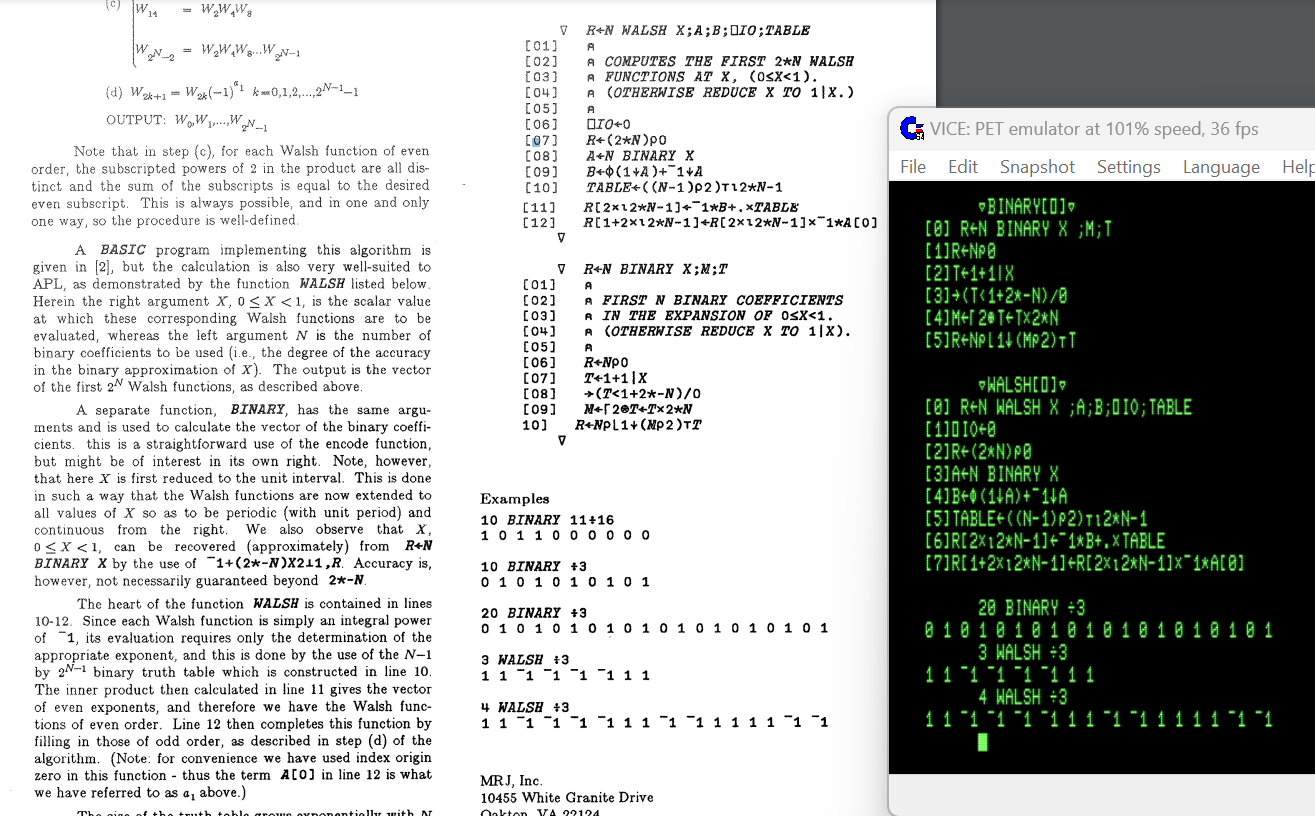 (c)
W₁₄ = W₂W₄W₈
W_{2^N−2} = W₂W₄W₈...W_{2^{N−1}}
(d) W_{2k+1} = W_{2k}(−1)^{a₁} k=0,1,2,...,2^{N−1}−1
OUTPUT: W₀,W₁,...,W_{2^N−1}
Note that in step (c), for each Walsh function of even
order, the subscripted powers of 2 in the product are all dis-
tinct and the sum of the subscripts is equal to the desired
even subscript. This is always possible, and in one and only
one way, so the procedure is well-defined.
A BASIC program implementing this algorithm is
given in [2], but the calculation is also very well-suited to
APL, as demonstrated by the function WALSH listed below.
Herein the right argument X, 0 ≤ X < 1, is the scalar value
at which these corresponding Walsh functions are to be
evaluated, whereas the left argument N is the number of
binary coefficients to be used (i.e., the degree of the accuracy
in the binary approximation of X). The output is the vector
of the first 2^N Walsh functions, as described above.
A separate function, BINARY, has the same argu-
ments and is used to calculate the vector of the binary coeffi-
cients. this is a straightforward use of the encode function,
but might be of interest in its own right. Note, however,
that here X is first reduced to the unit interval. This is done
in such a way that the Walsh functions are now extended to
all values of X so as to be periodic (with unit period) and
continuous from the right. We also observe that X,
0 ≤ X < 1, can be recovered (approximately) from R←N
BINARY X by the use of ¯1+(2*-N)X2⊥1,R. Accuracy is,
however, not necessarily guaranteed beyond 2*-N.
The heart of the function WALSH is contained in lines
10-12. Since each Walsh function is simply an integral power
of ¯1, its evaluation requires only the determination of the
appropriate exponent, and this is done by the use of the N−1
by 2^{N−1} binary truth table which is constructed in line 10.
The inner product then calculated in line 11 gives the vector
of even exponents, and therefore we have the Walsh func-
tions of even order. Line 12 then completes this function by
filling in those of odd order, as described in step (d) of the
algorithm. (Note: for convenience we have used index origin
zero in this function - thus the term A[0] in line 12 is what
we have referred to as a₁ above.)
The size of the truth table grows exponentially with N
∇ R←N WALSH X;A;B;⎕IO;TABLE
[01] ⍝
[02] ⍝ COMPUTES THE FIRST 2*N WALSH
[03] ⍝ FUNCTIONS AT X, (0≤X<1).
[04] ⍝ (OTHERWISE REDUCE X TO 1|X.)
[05] ⍝
[06] ⎕IO←0
[07] R←(2*N)⍴0
[08] A←N BINARY X
[09] B←⌽(1↓A)+¯1↓A
[10] TABLE←((N-1)⍴2)⊤⍳2*N-1
[11] R[2×⍳2*N-1]←¯1*B+.×TABLE
[12] R[1+2×⍳2*N-1]←R[2×⍳2*N-1]×¯1*A[0]
∇
∇ R←N BINARY X;M;T
[01] ⍝
[02] ⍝ FIRST N BINARY COEFFICIENTS
[03] ⍝ IN THE EXPANSION OF 0≤X<1.
[04] ⍝ (OTHERWISE REDUCE X TO 1|X).
[05] ⍝
[06] R←N⍴0
[07] T←1+1|X
[08] →(T<1+2*-N)/0
[09] M←⌈2⍟T←T×2*N
10] R←N⍴⌊1↓(M⍴2)⊤T
∇
Examples
10 BINARY 11÷16
1 0 1 1 0 0 0 0 0 0
10 BINARY ÷3
0 1 0 1 0 1 0 1 0 1
20 BINARY ÷3
0 1 0 1 0 1 0 1 0 1 0 1 0 1 0 1 0 1 0 1
3 WALSH ÷3
1 1 ¯1 ¯1 ¯1 ¯1 1 1
4 WALSH ÷3
1 1 ¯1 ¯1 ¯1 ¯1 1 1 ¯1 ¯1 1 1 1 1 ¯1 ¯1
MRJ, Inc.
10455 White Granite Drive
Oakton, VA 22124
VICE: PET emulator at 101% speed, 36 fps
File Edit Snapshot Settings Language Help
∇BINARY[⎕]∇
[0] R←N BINARY X ;M;T
[1]R←N⍴0
[2]T←1+1|X
[3]→(T<1+2*-N)/0
[4]M←⌈2⍟T←T×2*N
[5]R←N⍴⌊1↓(M⍴2)⊤T
∇WALSH[⎕]∇
[0] R←N WALSH X ;A;B;⎕IO;TABLE
[1]⎕IO←0
[2]R←(2*N)⍴0
[3]A←N BINARY X
[4]B←⌽(1↓A)+¯1↓A
[5]TABLE←((N-1)⍴2)⊤⍳2*N-1
[6]R[2×⍳2*N-1]←¯1*B+.×TABLE
[7]R[1+2×⍳2*N-1]←R[2×⍳2*N-1]×¯1*A[0]
20 BINARY ÷3
0 1 0 1 0 1 0 1 0 1 0 1 0 1 0 1 0 1 0 1
3 WALSH ÷3
1 1 ¯1 ¯1 ¯1 ¯1 1 1
4 WALSH ÷3
1 1 ¯1 ¯1 ¯1 ¯1 1 1 ¯1 ¯1 1 1 1 1 ¯1 ¯1